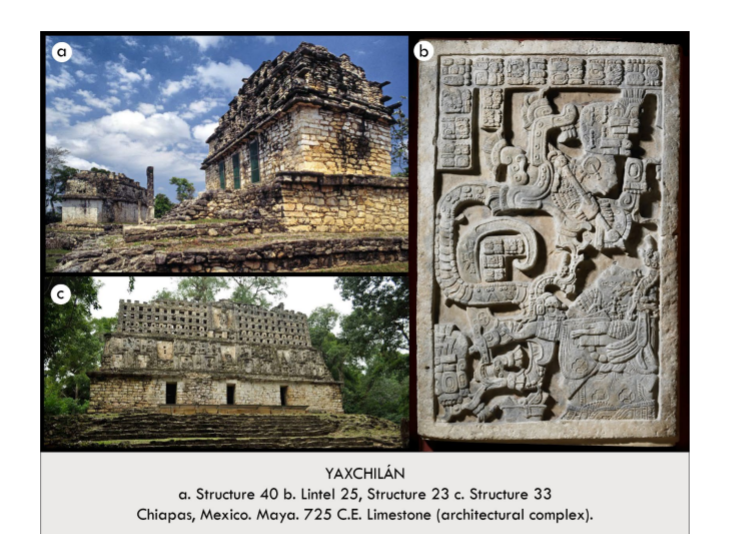 a
b
c
YAXCHILÁN
a. Structure 40 b. Lintel 25, Structure 23 c. Structure 33
Chiapas, Mexico. Maya. 725 C.E. Limestone (architectural complex).